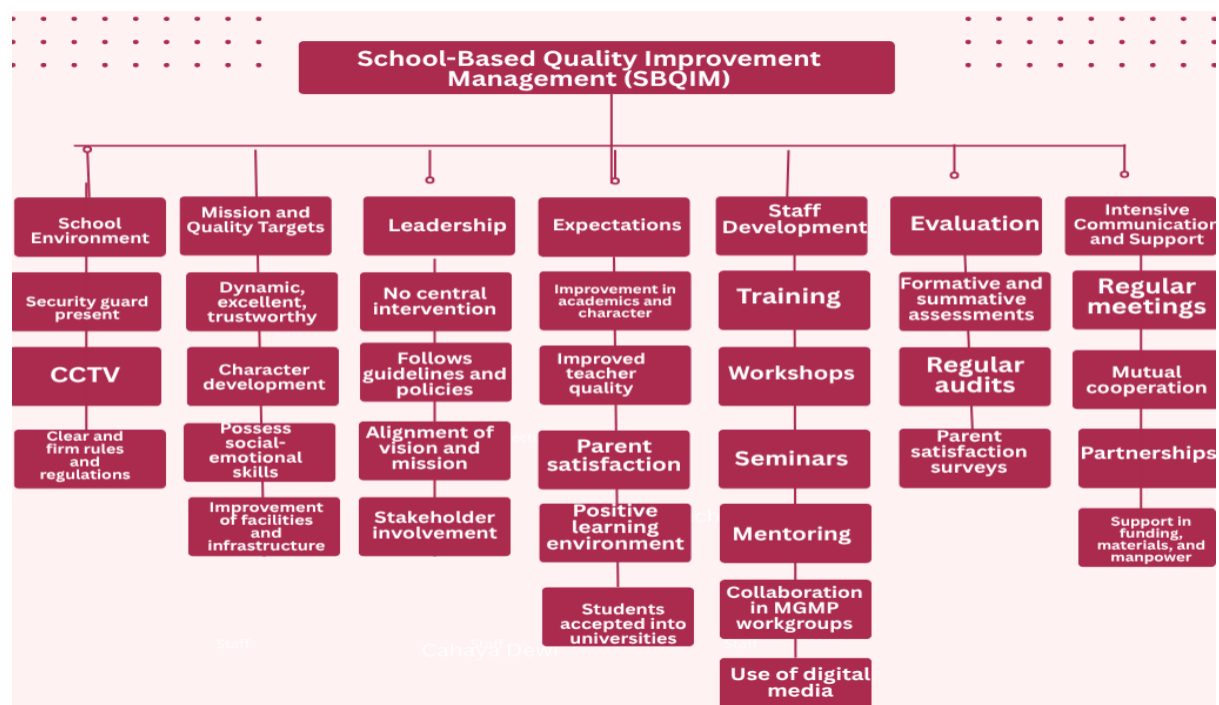 School-Based Quality Improvement
Management (SBQIM)
School
Environment
Security guard
present
CCTV
Clear and
firm rules
and
regulations
Mission and
Quality Targets
Dynamic,
excellent,
trustworthy
Character
development
Possess
social-
emotional
skills
Improvement
of facilities
and
infrastructure
Leadership
No central
intervention
Follows
guidelines and
policies
Alignment of
vision and
mission
Stakeholder
involvement
Expectations
Improvement in
academics and
character
Improved
teacher
quality
Parent
satisfaction
Positive
learning
environment
Students
accepted into
universities
Staff
Development
Training
Workshops
Seminars
Mentoring
Collaboration
in MGMP
workgroups
Use of digital
media
Evaluation
Formative and
summative
assessments
Regular
audits
Parent
satisfaction
surveys
Intensive
Communication
and Support
Regular
meetings
Mutual
cooperation
Partnerships
Support in
funding,
materials, and
manpower
Staff
Staff
Staff
Cahaya Dewi